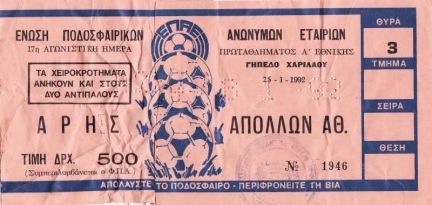 ΕΝΩΣΗ ΠΟΔΟΣΦΑΙΡΙΚΩΝ ΑΝΩΝΥΜΩΝ ΕΤΑΙΡΙΩΝ
17η ΑΓΩΝΙΣΤΙΚΗ ΗΜΕΡΑ
ΕΠΑΕ
ΠΡΩΤΑΘΛΗΜΑΤΟΣ Α' ΕΘΝΙΚΗΣ
ΓΗΠΕΔΟ ΧΑΡΙΛΑΟΥ
25-1-1992
ΤΑ ΧΕΙΡΟΚΡΟΤΗΜΑΤΑ
ΑΝΗΚΟΥΝ ΚΑΙ ΣΤΟΥΣ
ΔΥΟ ΑΝΤΙΠΑΛΟΥΣ
ΑΡΗΣ ΑΠΟΛΛΩΝ ΑΘ.
ΤΙΜΗ ΔΡΧ. 500
(Συμπεριλαμβάνεται ο Φ.Π.Α.)
№ 1946
ΑΠΟΛΑΥΣΤΕ ΤΟ ΠΟΔΟΣΦΑΙΡΟ - ΠΕΡΙΦΡΟΝΕΙΤΕ ΤΗ ΒΙΑ
ΘΥΡΑ
3
ΤΜΗΜΑ
ΣΕΙΡΑ
ΘΕΣΗ